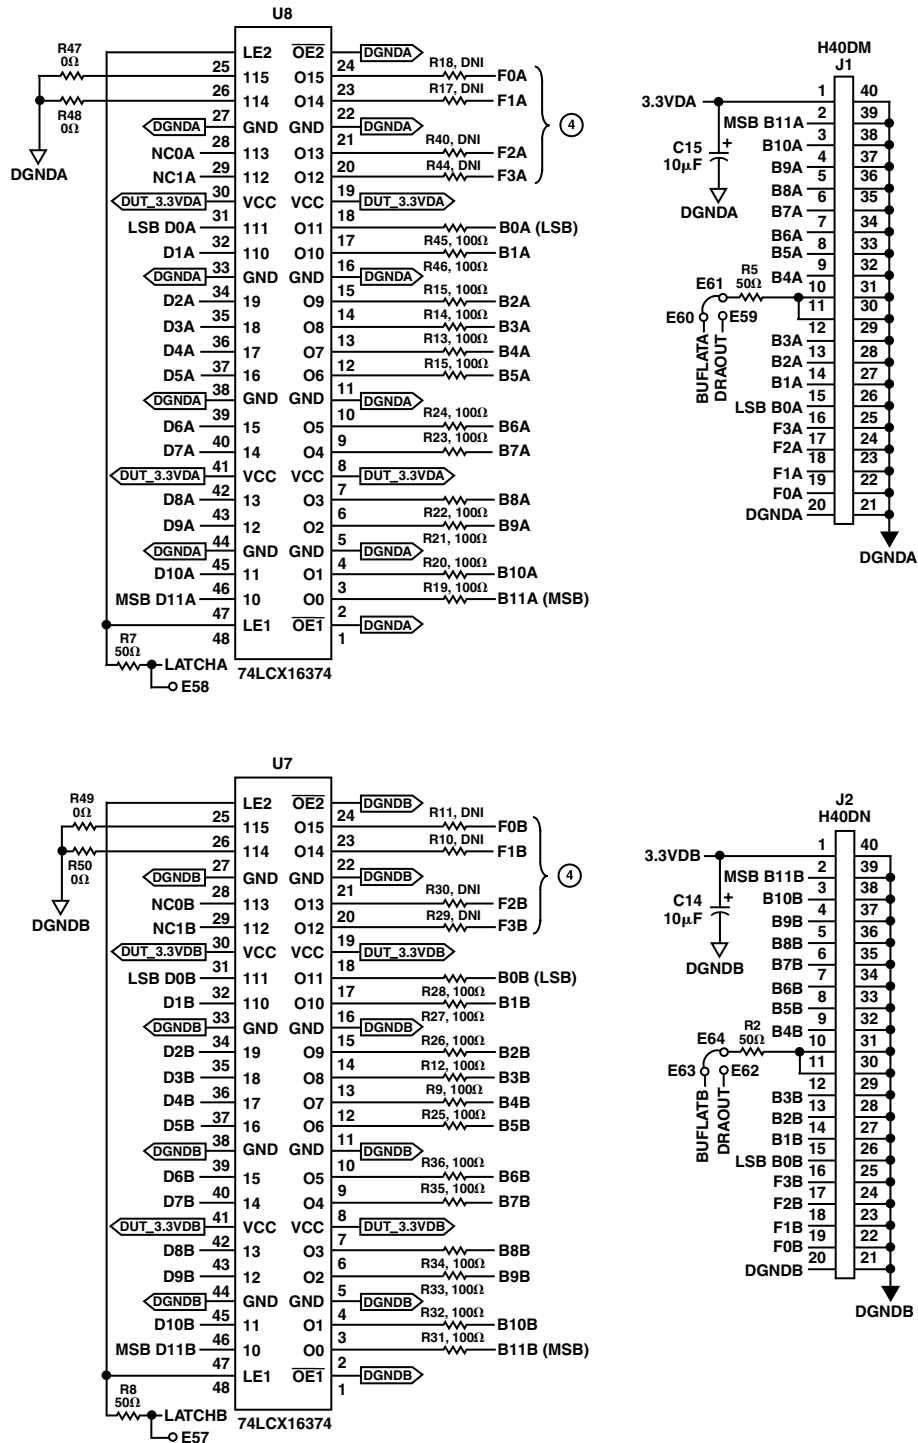 U8
R47
0Ω
R48
0Ω
DGNDA
LE2 OE2 DGNDA
25 24 R18, DNI
115 O15 F0A
26 23 R17, DNI
114 O14 F1A
27 22
DGNDA GND GND DGNDA
28 21 R40, DNI
NC0A 113 O13 F2A
29 20 R44, DNI
NC1A 112 O12 F3A
4
30 19
DUT_3.3VDA VCC VCC DUT_3.3VDA
31 18
LSB D0A 111 O11 B0A (LSB)
32 17 R45, 100Ω
D1A 110 O10 B1A
33 16 R46, 100Ω
DGNDA GND GND DGNDA
34 15 R15, 100Ω
D2A 19 O9 B2A
35 14 R14, 100Ω
D3A 18 O8 B3A
36 13 R13, 100Ω
D4A 17 O7 B4A
37 12 R15, 100Ω
D5A 16 O6 B5A
38 11
DGNDA GND GND DGNDA
39 10 R24, 100Ω
D6A 15 O5 B6A
40 9 R23, 100Ω
D7A 14 O4 B7A
41 8
DUT_3.3VDA VCC VCC DUT_3.3VDA
42 7
D8A 13 O3 B8A
43 6 R22, 100Ω
D9A 12 O2 B9A
44 5 R21, 100Ω
DGNDA GND GND DGNDA
45 4 R20, 100Ω
D10A 11 O1 B10A
46 3 R19, 100Ω
MSB D11A 10 O0 B11A (MSB)
47 2
LE1 OE1 DGNDA
48 1
R7
50Ω
LATCHA
E58
74LCX16374
H40DM
J1
3.3VDA 1 40
MSB B11A 2 39
B10A 3 38
B9A 4 37
B8A 5 36
B7A 6 35
B6A 7 34
B5A 8 33
B4A 9 32
10 31
11 30
12 29
B3A
13 28
B2A
14 27
B1A
15 26
LSB B0A
16 25
F3A
17 24
F2A
18 23
F1A
19 22
F0A
20 21
DGNDA
C15
+
10µF
DGNDA
E61
R5
50Ω
E60
E59
BUFLATA
DRAOUT
DGNDA
U7
R49
0Ω
R50
0Ω
DGNDB
LE2 OE2 DGNDB
25 24 R11, DNI
115 O15 F0B
26 23 R10, DNI
114 O14 F1B
27 22
DGNDB GND GND DGNDB
28 21 R30, DNI
NC0B 113 O13 F2B
29 20 R29, DNI
NC1B 112 O12 F3B
4
30 19
DUT_3.3VDB VCC VCC DUT_3.3VDB
31 18
LSB D0B 111 O11 B0B (LSB)
32 17 R28, 100Ω
D1B 110 O10 B1B
33 16 R27, 100Ω
DGNDB GND GND DGNDB
34 15 R26, 100Ω
D2B 19 O9 B2B
35 14 R12, 100Ω
D3B 18 O8 B3B
36 13 R9, 100Ω
D4B 17 O7 B4B
37 12 R25, 100Ω
D5B 16 O6 B5B
38 11
DGNDB GND GND DGNDB
39 10 R36, 100Ω
D6B 15 O5 B6B
40 9 R35, 100Ω
D7B 14 O4 B7B
41 8
DUT_3.3VDB VCC VCC DUT_3.3VDB
42 7
D8B 13 O3 B8B
43 6 R34, 100Ω
D9B 12 O2 B9B
44 5 R33, 100Ω
DGNDB GND GND DGNDB
45 4 R32, 100Ω
D10B 11 O1 B10B
46 3 R31, 100Ω
MSB D11B 10 O0 B11B (MSB)
47 2
LE1 OE1 DGNDB
48 1
R8
50Ω
LATCHB
E57
74LCX16374
J2
H40DN
3.3VDB 1 40
MSB B11B 2 39
B10B 3 38
B9B 4 37
B8B 5 36
B7B 6 35
B6B 7 34
B5B 8 33
B4B 9 32
10 31
11 30
12 29
B3B
13 28
B2B
14 27
B1B
15 26
LSB B0B
16 25
F3B
17 24
F2B
18 23
F1B
19 22
F0B
20 21
DGNDB
C14
+
10µF
DGNDB
E64
R2
50Ω
E63
E62
BUFLATB
DRAOUT
DGNDB